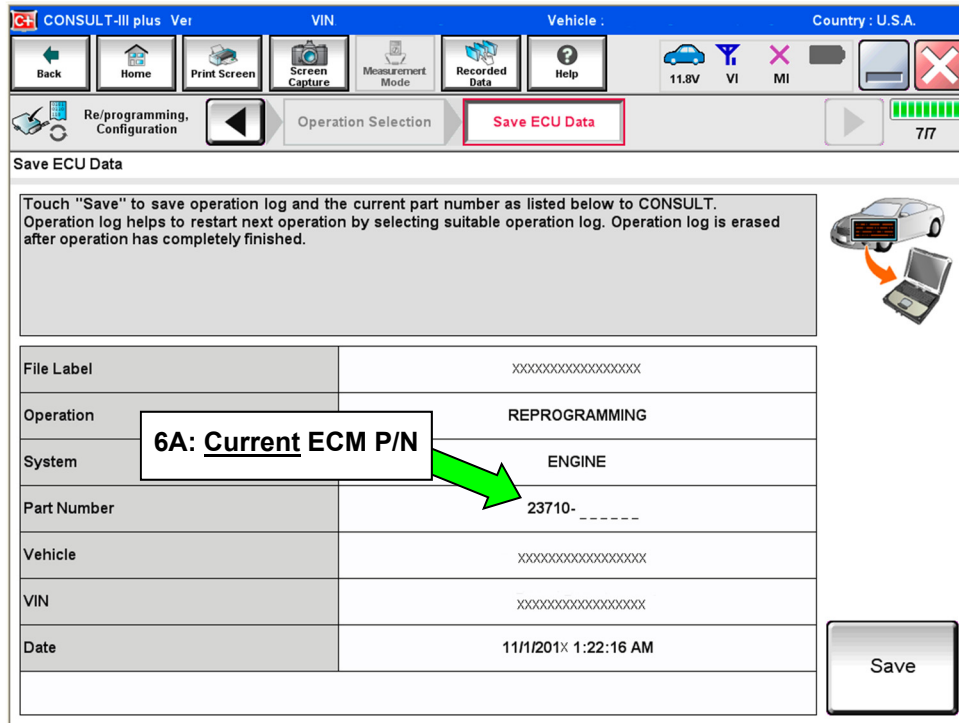 C+ CONSULT-III plus Ver VIN Vehicle : Country : U.S.A.
Back
Home
Print Screen
Screen Capture
Measurement Mode
Recorded Data
Help
11.8V
VI
MI
Re/programming, Configuration
Operation Selection
Save ECU Data
7/7
Save ECU Data
Touch "Save" to save operation log and the current part number as listed below to CONSULT.
Operation log helps to restart next operation by selecting suitable operation log. Operation log is erased
after operation has completely finished.
File Label XXXXXXXXXXXXXXXXX
Operation REPROGRAMMING
6A: Current ECM P/N
System ENGINE
Part Number 23710- _ _ _ _ _ _
Vehicle XXXXXXXXXXXXXXXXX
VIN XXXXXXXXXXXXXXXXX
Date 11/1/201X 1:22:16 AM
Save